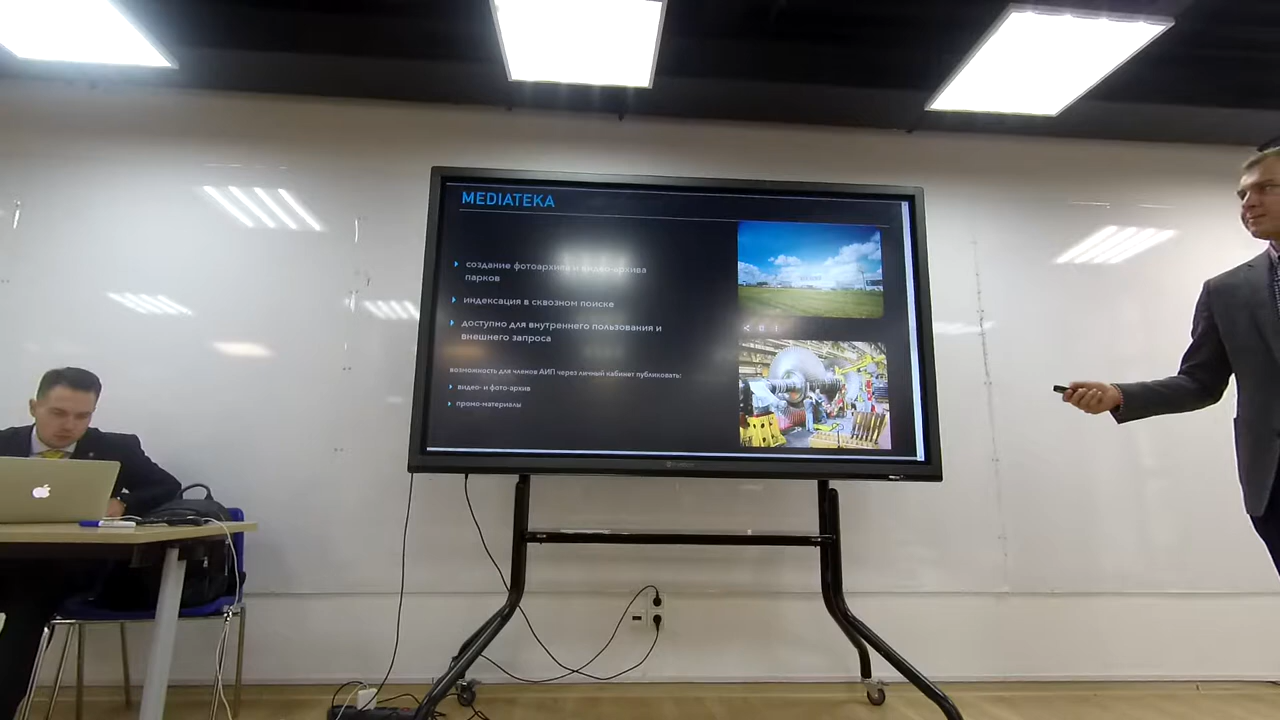 MEDIATEKA
создание фотоархива и видео-архива
парков
индексация в сквозном поиске
доступно для внутреннего пользования и
внешнего запроса
возможность для членов АИП через личный кабинет публиковать:
видео- и фото-архив
промо-материалы